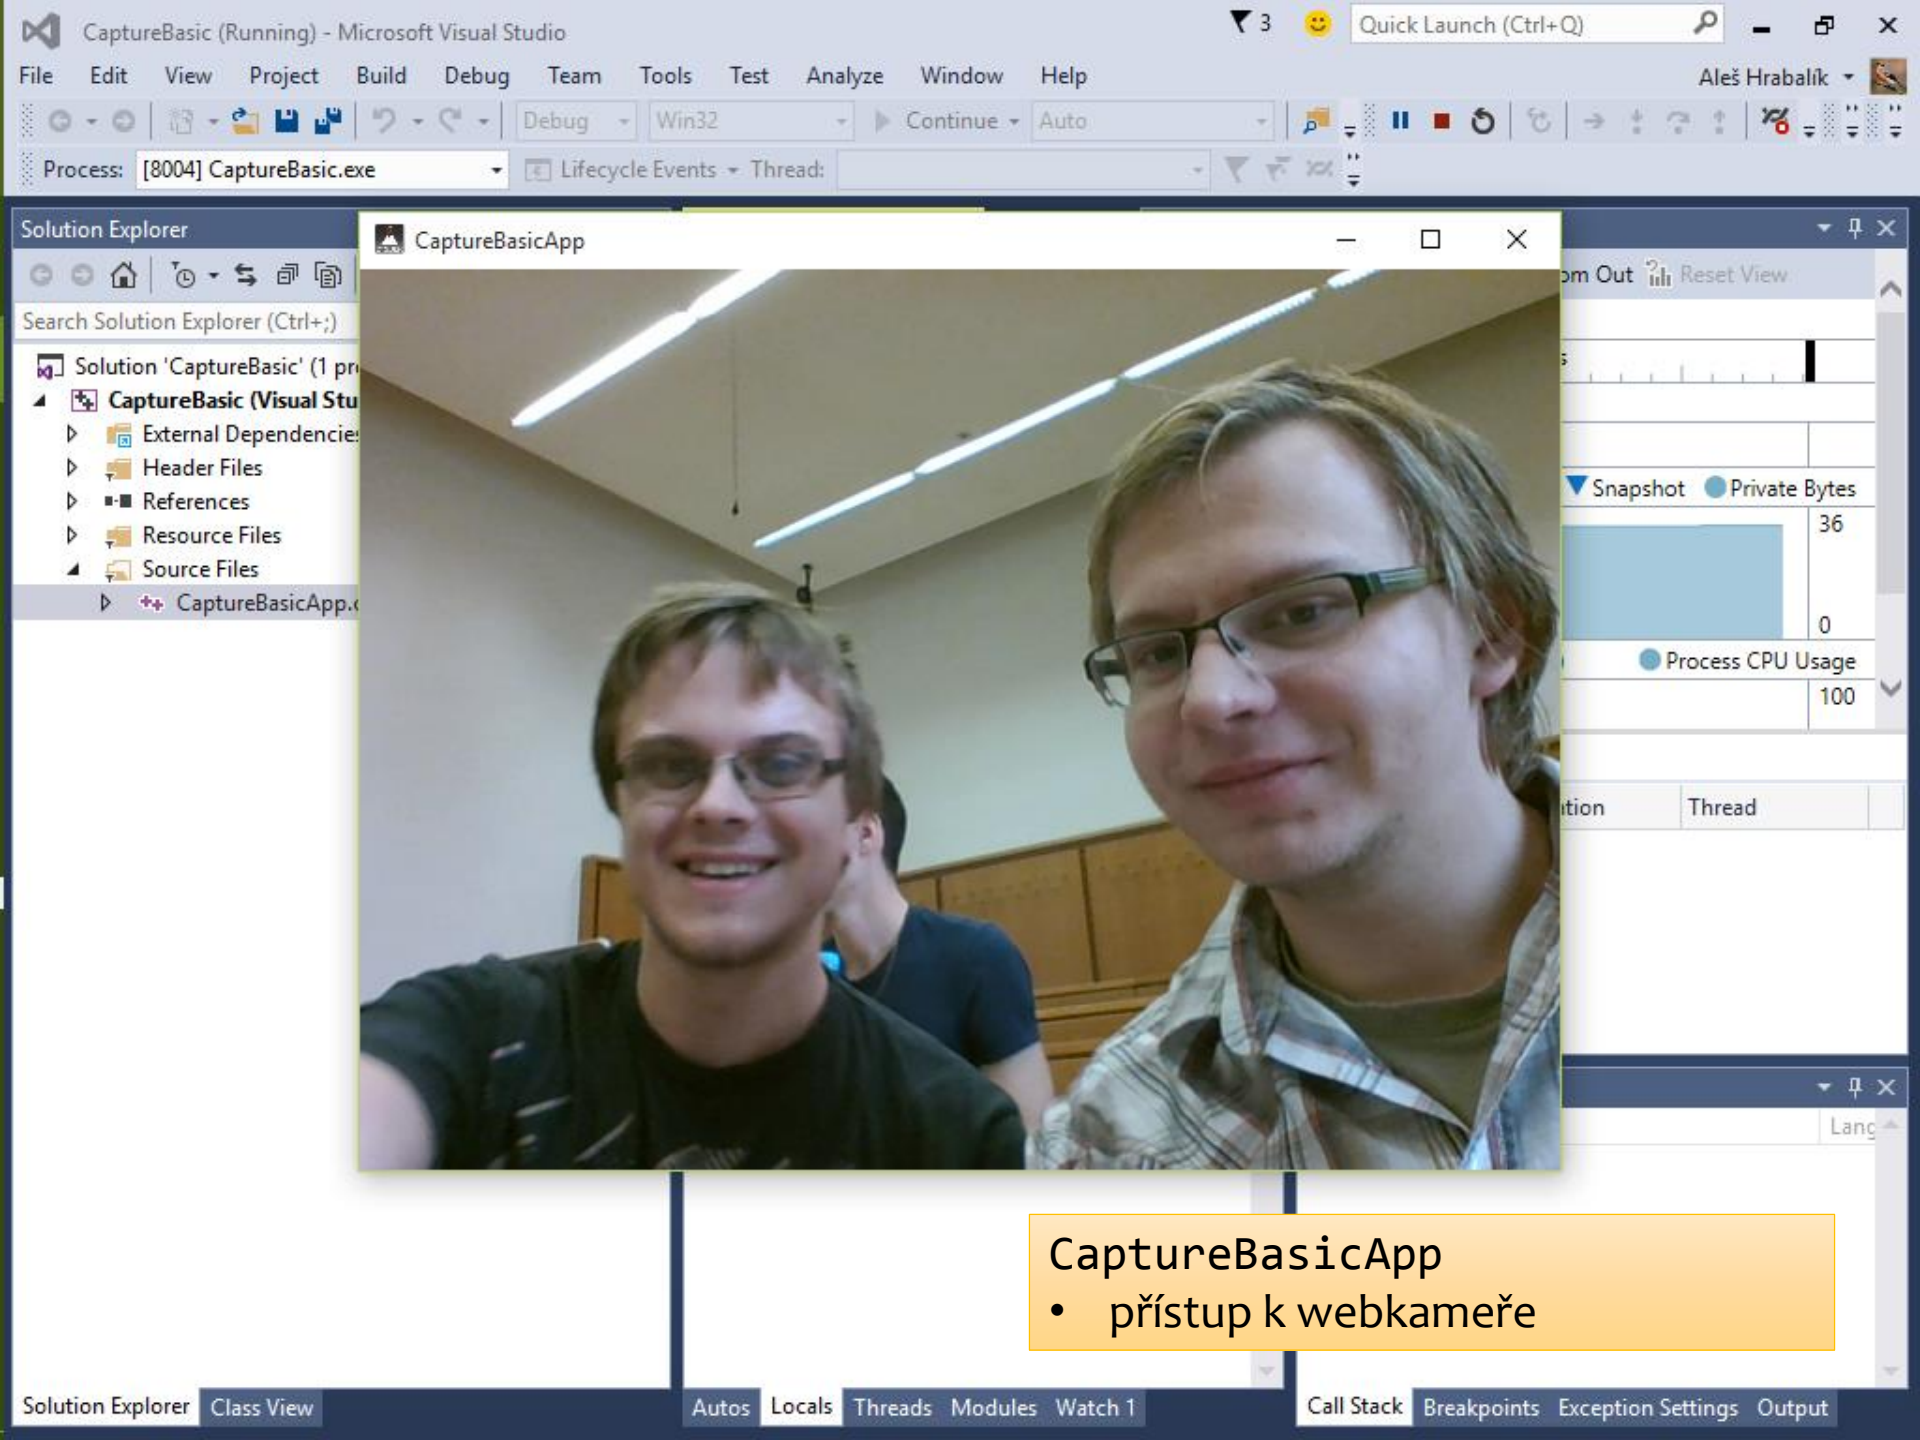 CaptureBasic (Running) - Microsoft Visual Studio
3
Quick Launch (Ctrl+Q)
File Edit View Project Build Debug Team Tools Test Analyze Window Help
Aleš Hrabalík
Debug Win32 Continue Auto
Process: [8004] CaptureBasic.exe Lifecycle Events Thread:
Solution Explorer
CaptureBasicApp
om Out Reset View
Search Solution Explorer (Ctrl+;)
Solution 'CaptureBasic' (1 pr
CaptureBasic (Visual Stu
External Dependencies
Header Files
References
Resource Files
Source Files
CaptureBasicApp.c
Snapshot Private Bytes
36
0
Process CPU Usage
100
tion Thread
Lang
CaptureBasicApp
• přístup k webkameře
Solution Explorer Class View
Autos Locals Threads Modules Watch 1
Call Stack Breakpoints Exception Settings Output